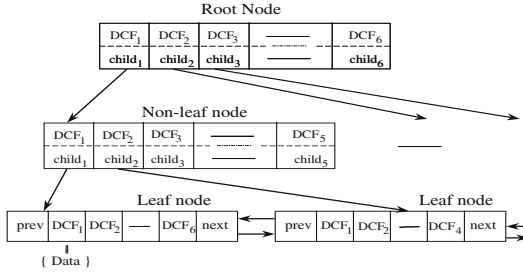 Root Node
DCF1 DCF2 DCF3 DCF6
child1 child2 child3 child6
Non-leaf node
DCF1 DCF2 DCF3 DCF5
child1 child2 child3 child5
Leaf node Leaf node
prev DCF1 DCF2 DCF6 next prev DCF1 DCF2 DCF4 next
{ Data }